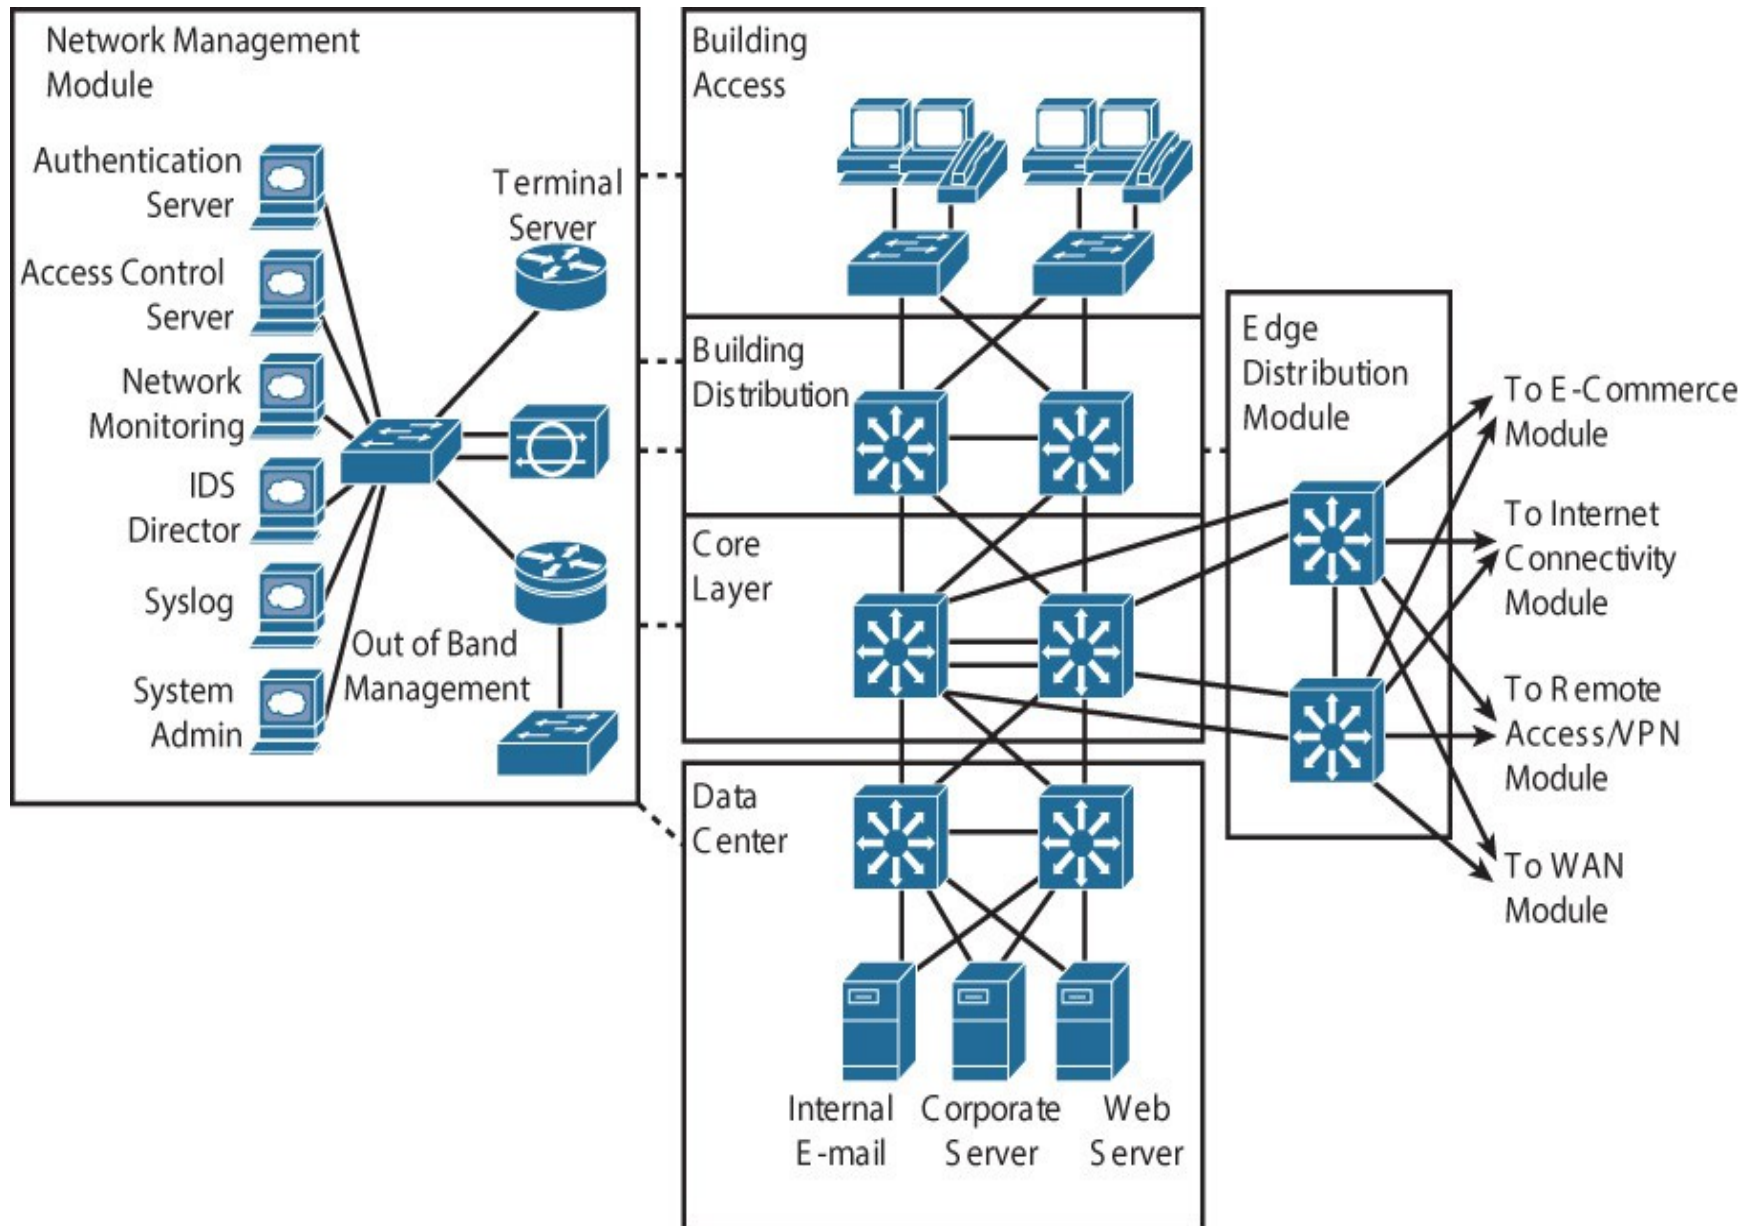 Network Management
Module
Authentication
Server
Access Control
Server
Network
Monitoring
IDS
Director
Syslog
System
Admin
Terminal
Server
Out of Band
Management
Building
Access
Building
Distribution
Core
Layer
Data
Center
Internal
E-mail
Corporate
Server
Web
Server
Edge
Distribution
Module
To E-Commerce
Module
To Internet
Connectivity
Module
To Remote
Access/VPN
Module
To WAN
Module